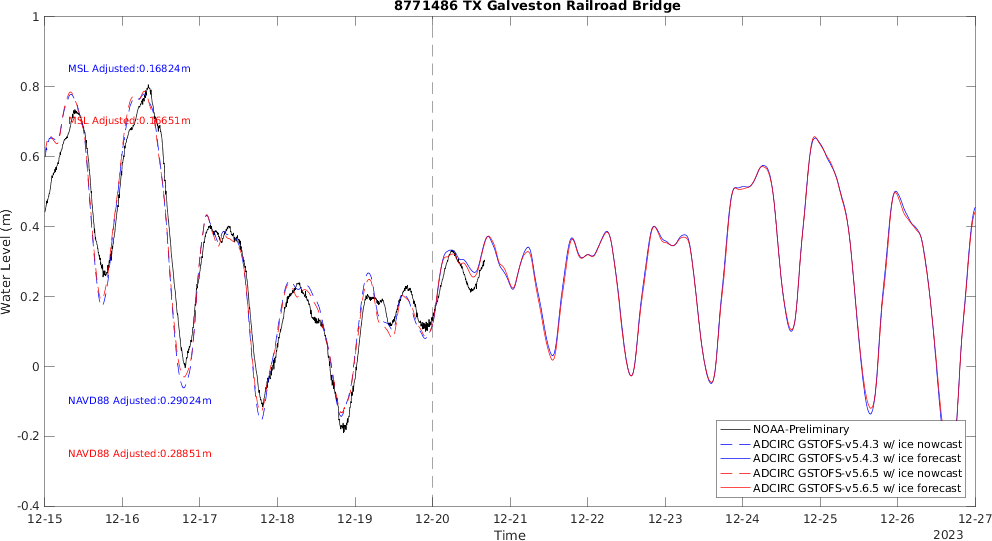 8771486 TX Galveston Railroad Bridge
1
0.8
0.6
0.4
0.2
0
-0.2
-0.4
Water Level (m)
MSL Adjusted:0.16824m
MSL Adjusted:0.16651m
NAVD88 Adjusted:0.29024m
NAVD88 Adjusted:0.28851m
NOAA-Preliminary
ADCIRC GSTOFS-v5.4.3 w/ ice nowcast
ADCIRC GSTOFS-v5.4.3 w/ ice forecast
ADCIRC GSTOFS-v5.6.5 w/ ice nowcast
ADCIRC GSTOFS-v5.6.5 w/ ice forecast
12-15 12-16 12-17 12-18 12-19 12-20 12-21 12-22 12-23 12-24 12-25 12-26 12-27
Time
2023